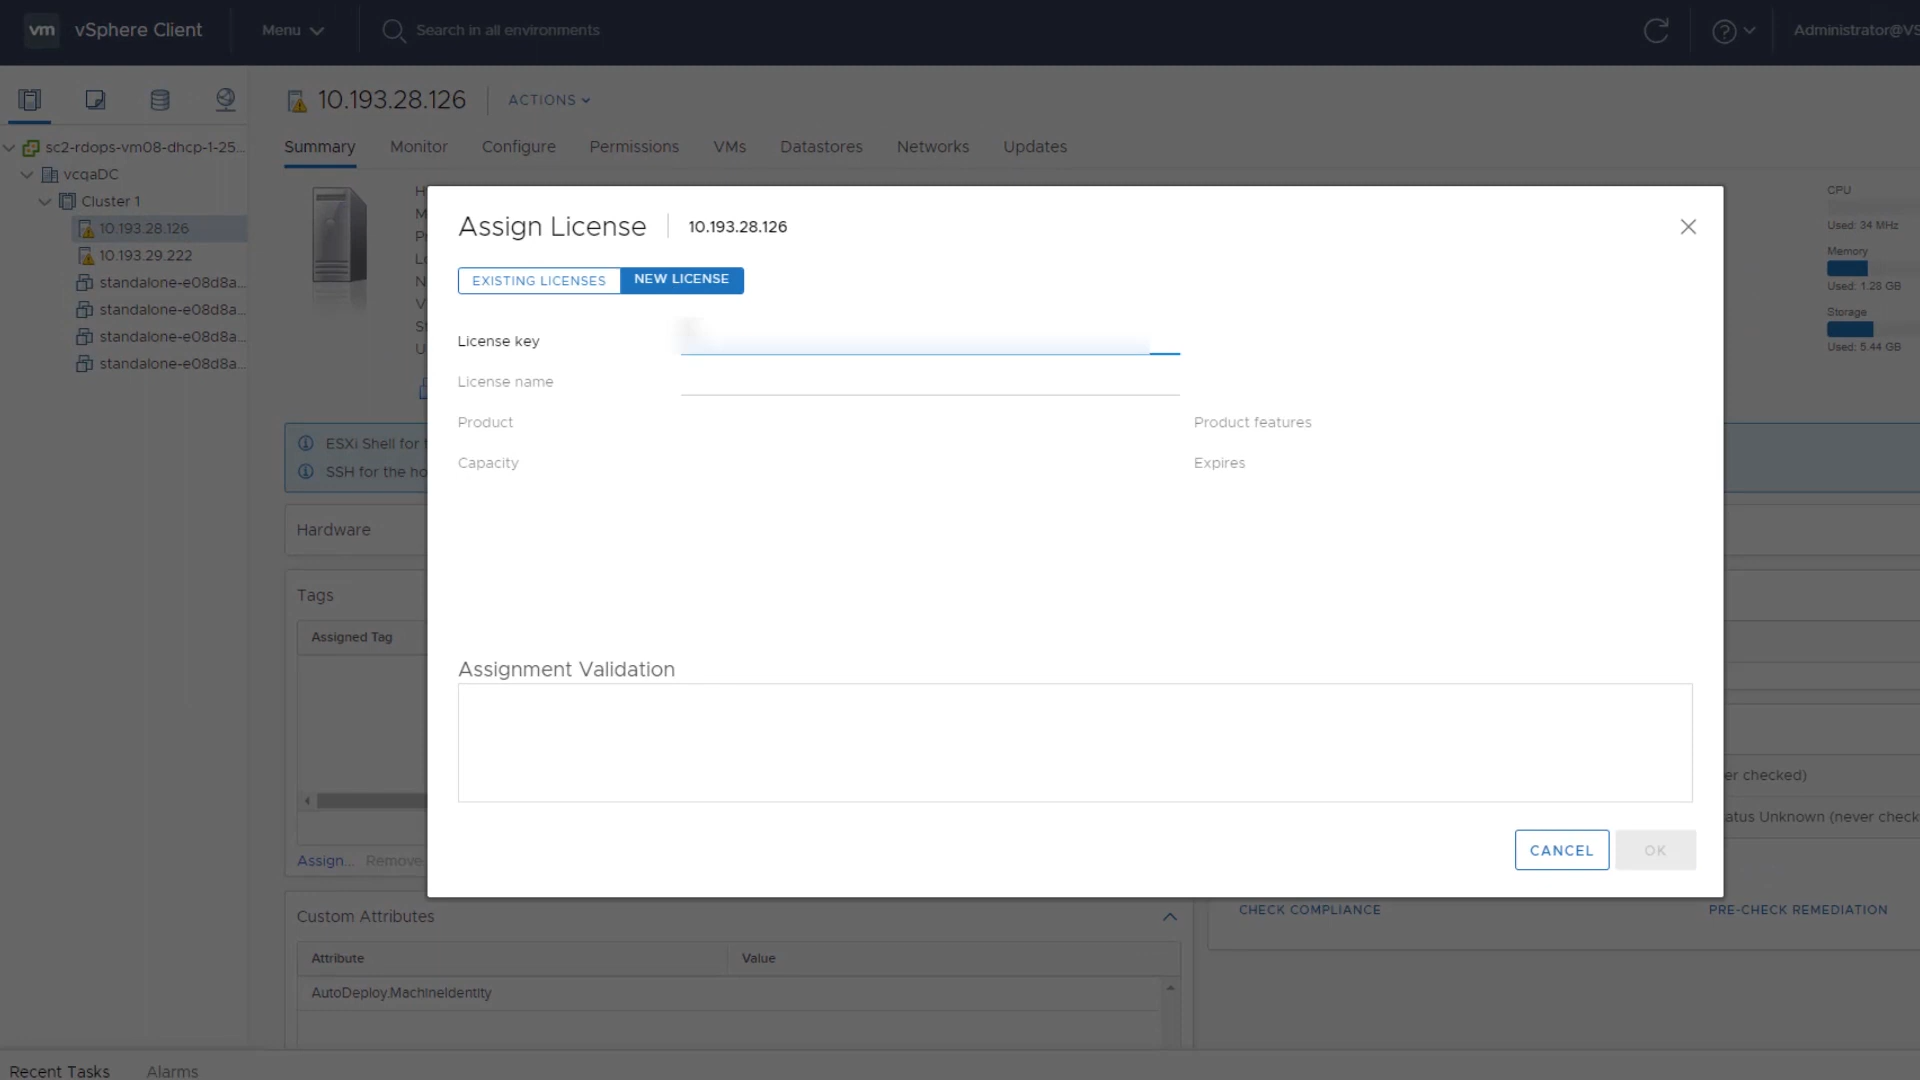 vm vSphere Client Menu Search in all environments Administrator@VS
10.193.28.126 ACTIONS
sc2-rdops-vm08-dhcp-1-25...
vcqaDC
Cluster 1
10.193.28.126
10.193.29.222
standalone-e08d8a...
standalone-e08d8a...
standalone-e08d8a...
standalone-e08d8a...
Summary Monitor Configure Permissions VMs Datastores Networks Updates
CPU
Used: 34 MHz
Memory
Used: 1.28 GB
Storage
Used: 5.44 GB
Assign License 10.193.28.126
EXISTING LICENSES NEW LICENSE
License key
License name
Product Product features
Capacity Expires
Assignment Validation
CANCEL OK
ESXi Shell for
SSH for the ho
Hardware
Tags
Assigned Tag
Assign... Remove
er checked)
atus Unknown (never check
CHECK COMPLIANCE PRE-CHECK REMEDIATION
Custom Attributes
Attribute Value
AutoDeploy.MachineIdentity
Recent Tasks Alarms